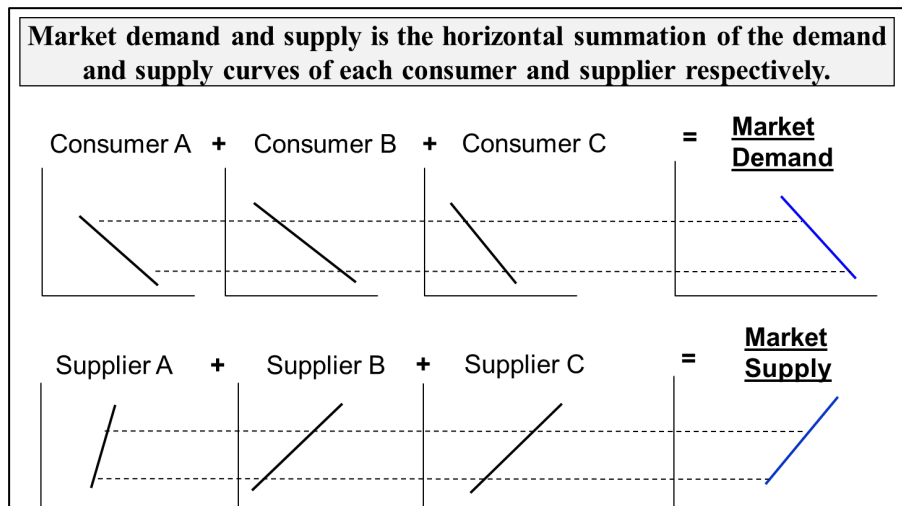 Market demand and supply is the horizontal summation of the demand
and supply curves of each consumer and supplier respectively.
Consumer A + Consumer B + Consumer C = Market
Demand
Supplier A + Supplier B + Supplier C = Market
Supply